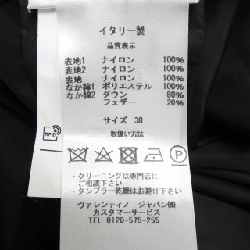 イタリー製
品質表示
表地1 ナイロン 100%
表地2 ナイロン 100%
裏地 ナイロン 100%
なか綿1 ポリエステル 100%
なか綿2 ダウン 80%
フェザー 20%
サイズ 38
取扱い方法
P
・クリーニングは専門店に
ご相談下さい。
・タンブラー乾燥はお避け下さい
ヴァレンティノ ジャパン㈱
カスタマーサービス
TEL 0120-575-255